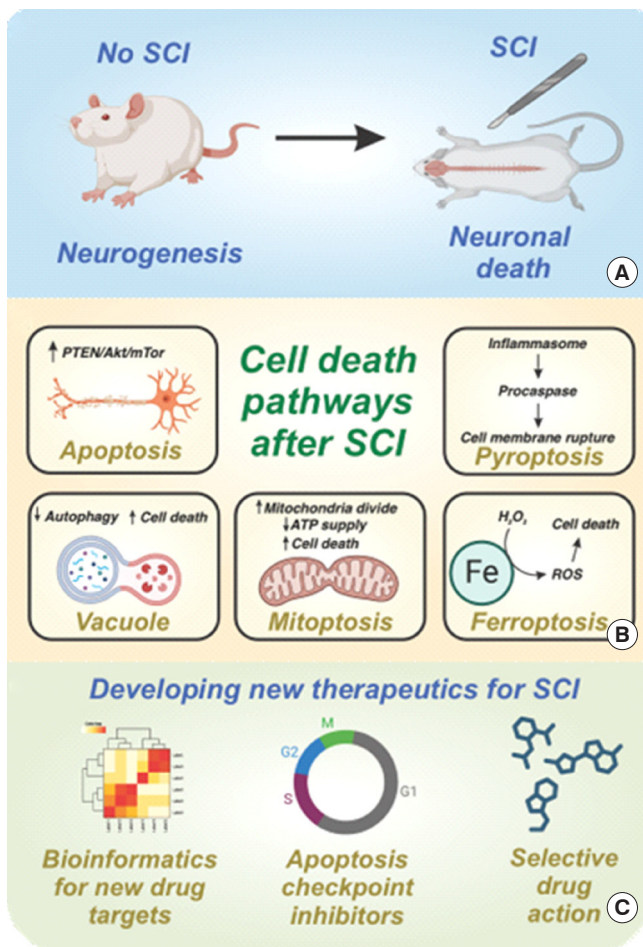 No SCI
SCI
Neurogenesis
Neuronal
death
A
↑ PTEN/Akt/mTor
Apoptosis
Cell death
pathways
after SCI
Inflammasome
Procaspase
Cell membrane rupture
Pyroptosis
↓ Autophagy ↑ Cell death
Vacuole
↑ Mitochondria divide
↓ ATP supply
↑ Cell death
Mitoptosis
H₂O₂
Cell death
Fe
ROS
Ferroptosis
B
Developing new therapeutics for SCI
M
G2
G1
S
Bioinformatics
for new drug
targets
Apoptosis
checkpoint
inhibitors
Selective
drug
action
C